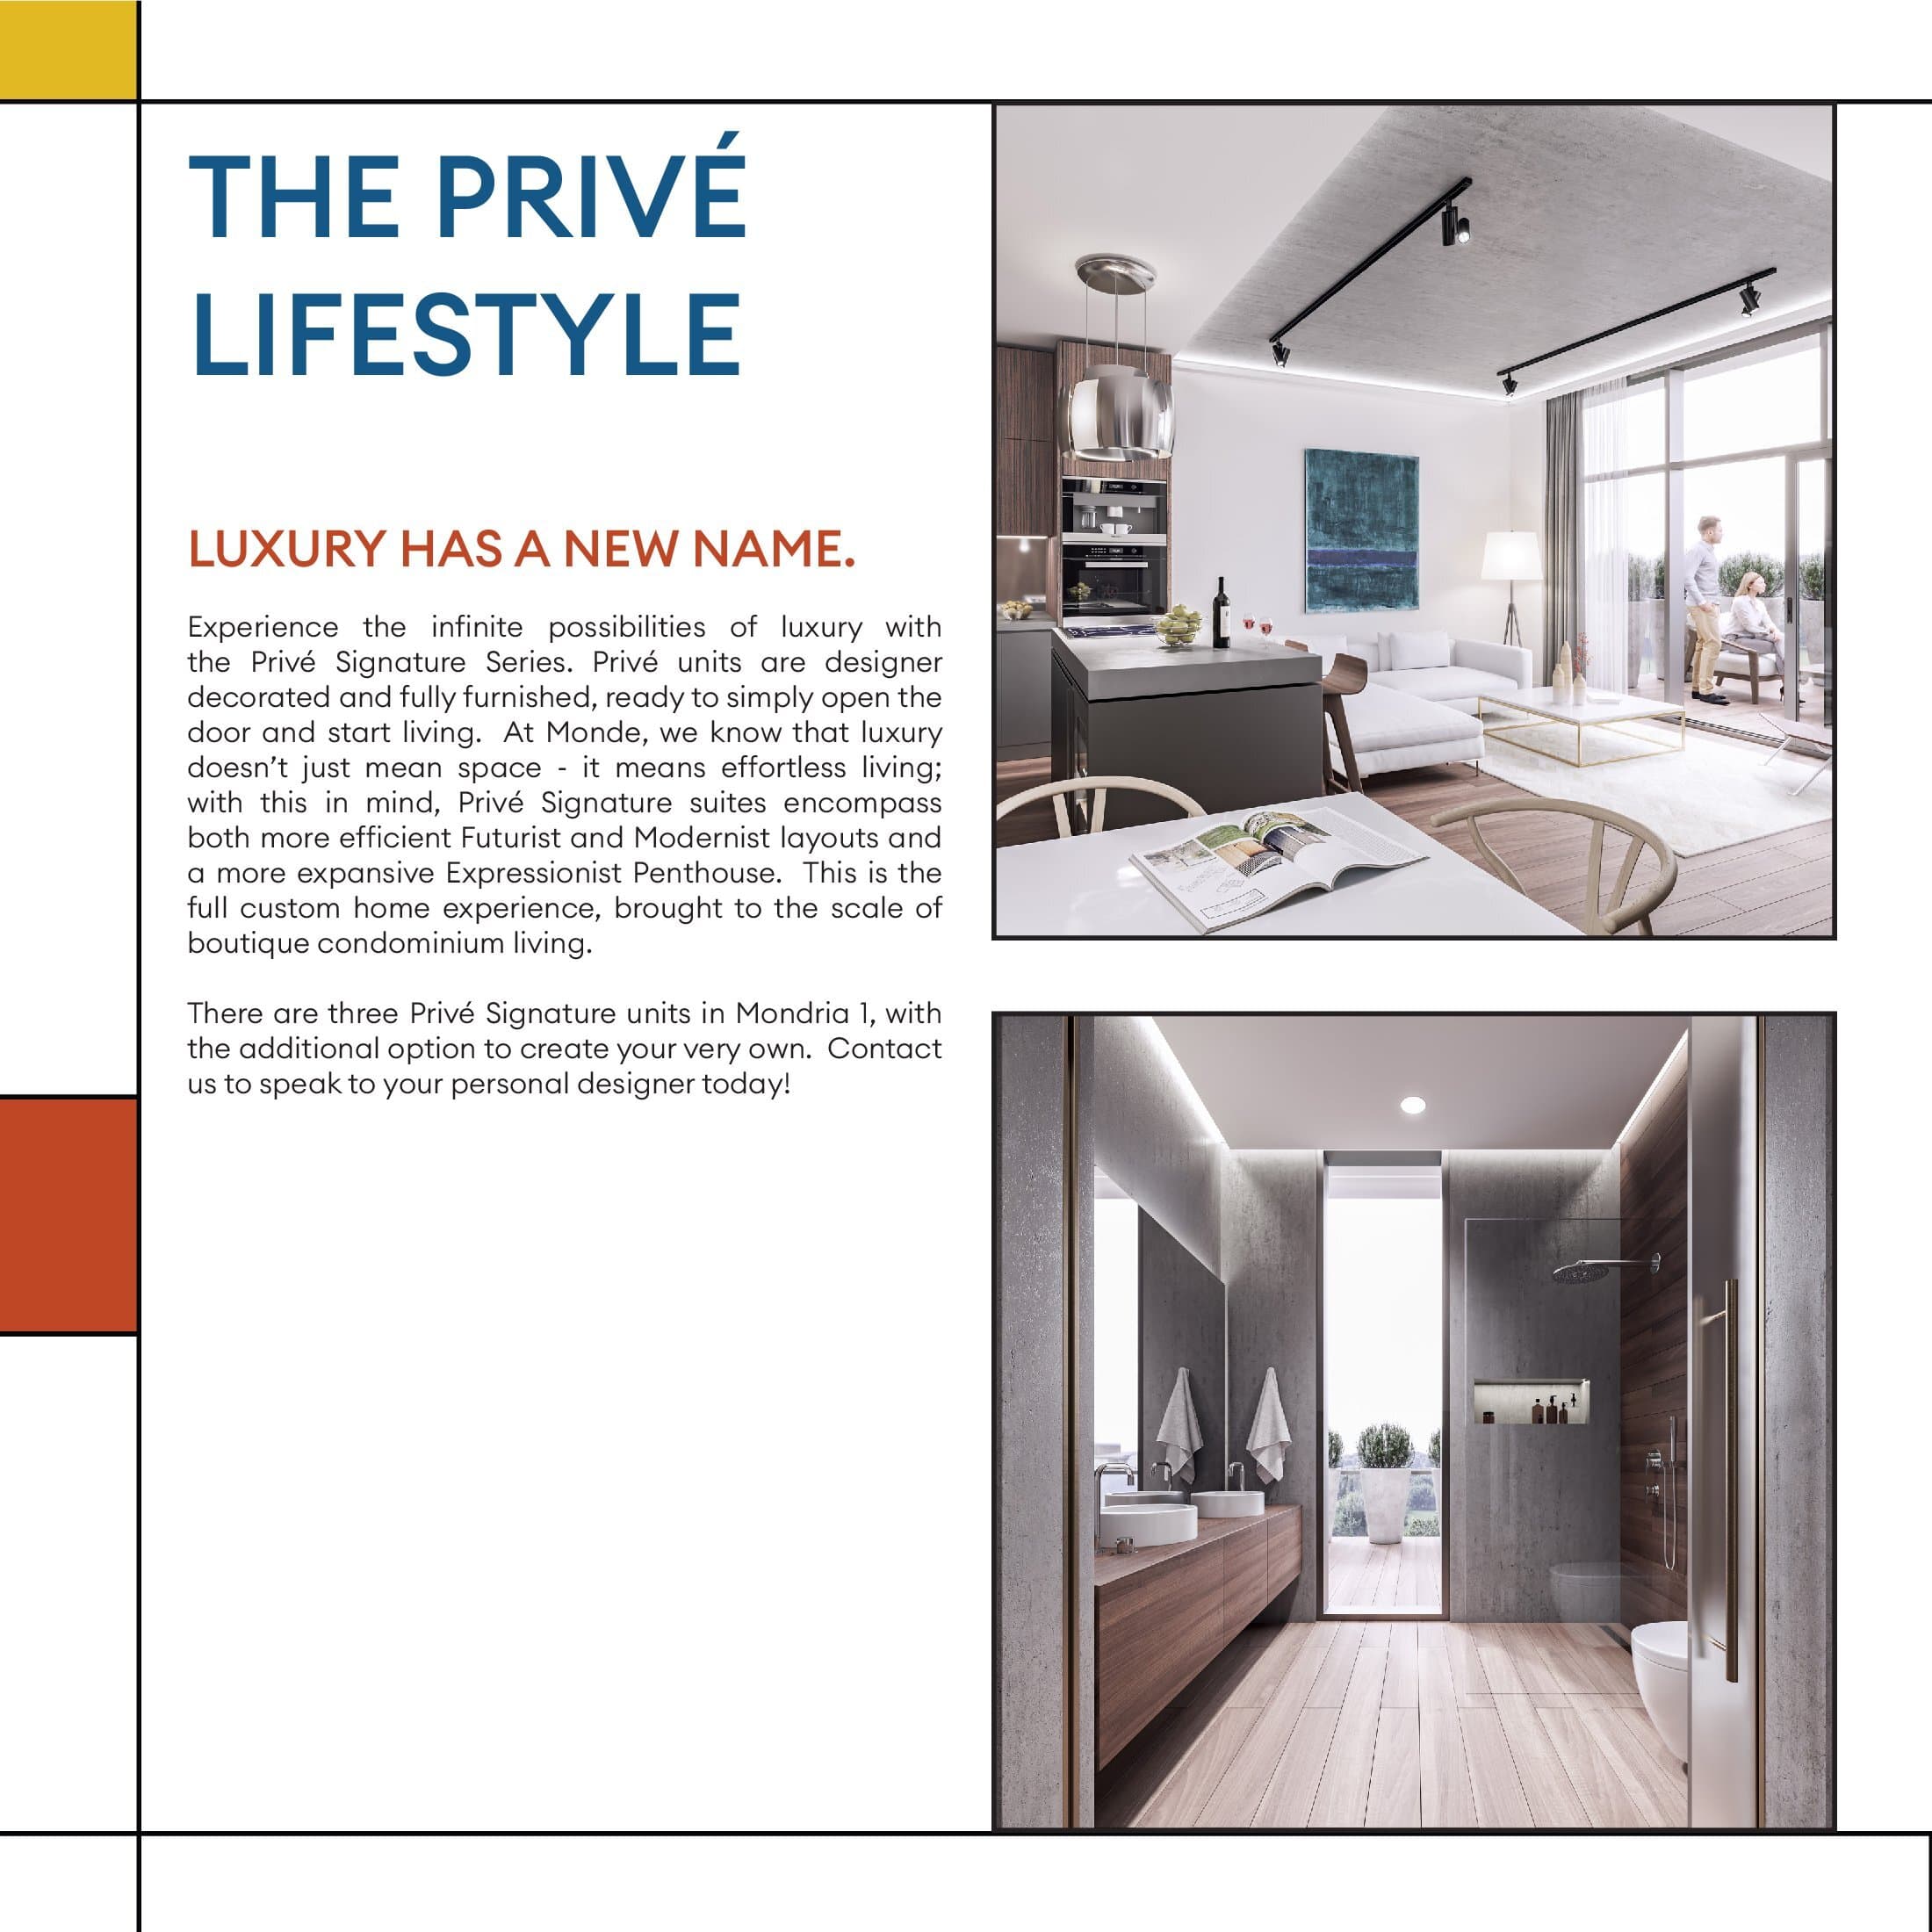 THE PRIVÉ
LIFESTYLE
LUXURY HAS A NEW NAME.
Experience the infinite possibilities of luxury with
the Privé Signature Series. Privé units are designer
decorated and fully furnished, ready to simply open the
door and start living.  At Monde, we know that luxury
doesn’t just mean space - it means effortless living;
with this in mind, Privé Signature suites encompass
both more efficient Futurist and Modernist layouts and
a more expansive Expressionist Penthouse.  This is the
full custom home experience, brought to the scale of
boutique condominium living.
There are three Privé Signature units in Mondria 1, with
the additional option to create your very own.  Contact
us to speak to your personal designer today!